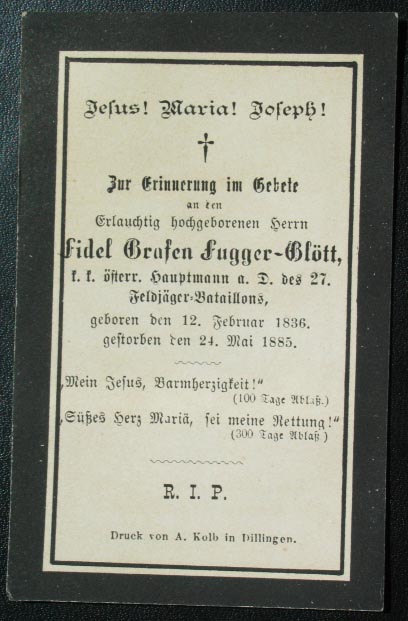 Jesus! Maria! Joseph!
†
Zur Erinnerung im Gebete
an den
Erlauchtig hochgeborenen Herrn
Fidel Grafen Fugger-Glött,
k. k. österr. Hauptmann a. D. des 27.
Feldjäger-Bataillons,
geboren den 12. Februar 1836.
gestorben den 24. Mai 1885.
„Mein Jesus, Barmherzigkeit!“
(100 Tage Ablaß.)
„Süßes Herz Mariä, sei meine Rettung!“
(300 Tage Ablaß)
R. I. P.
Druck von A. Kolb in Dillingen.